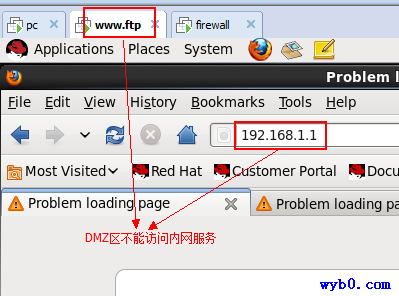 pc www.ftp firewall
Applications Places System
Problem l
File Edit View History Bookmarks Tools Help
192.168.1.1
Most Visited Red Hat Customer Portal Docu
Problem loading page Problem loading pa
DMZ区不能访问内网服务
wyb0.com